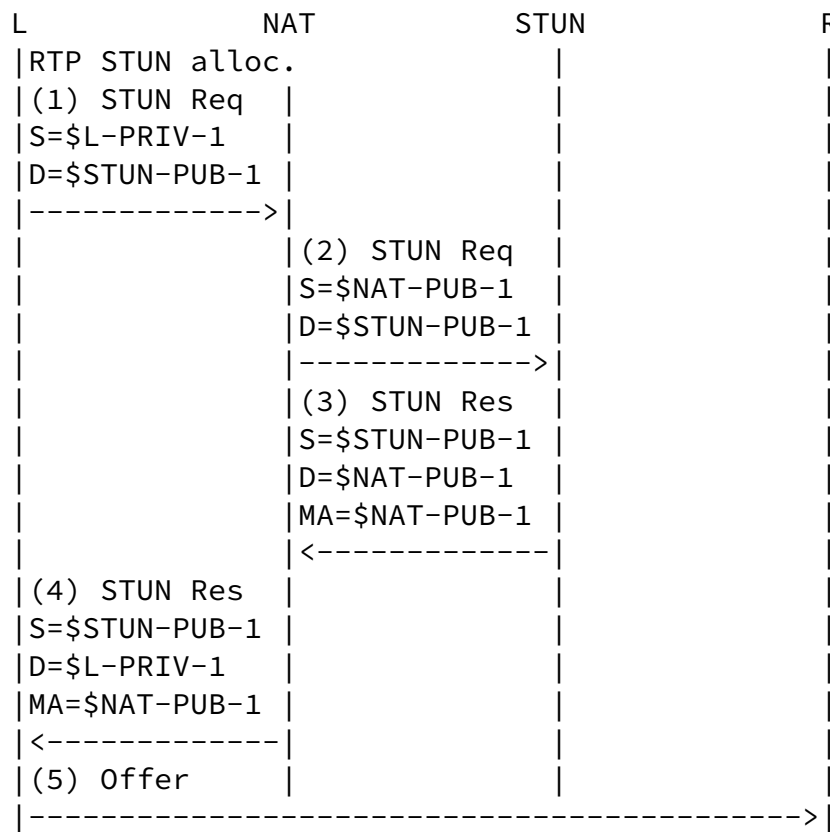 L               NAT             STUN               R
|RTP STUN alloc.                |                |
|(1) STUN Req   |               |                |
|S=$L-PRIV-1    |               |                |
|D=$STUN-PUB-1  |               |                |
|-------------->|               |                |
|               |(2) STUN Req   |                |
|               |S=$NAT-PUB-1   |                |
|               |D=$STUN-PUB-1  |                |
|               |-------------->|                |
|               |(3) STUN Res   |                |
|               |S=$STUN-PUB-1  |                |
|               |D=$NAT-PUB-1   |                |
|               |MA=$NAT-PUB-1  |                |
|               |<--------------|                |
|(4) STUN Res   |               |                |
|S=$STUN-PUB-1  |               |                |
|D=$L-PRIV-1    |               |                |
|MA=$NAT-PUB-1  |               |                |
|<--------------|               |                |
|(5) Offer      |               |                |
|----------------------------------------------->|